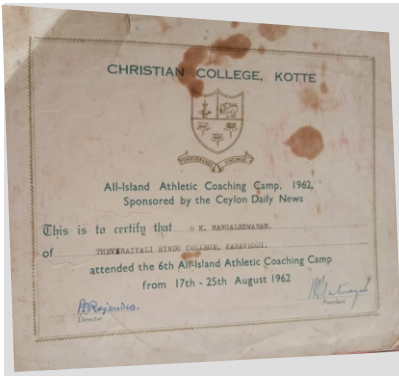 CHRISTIAN COLLEGE, KOTTE
All-Island Athletic Coaching Camp, 1962,
Sponsored by the Ceylon Daily News
This is to certify that K. MANGALESWARAN.
of THEVARAIYALI HINDU COLLEGE, KARAVEDDI.
attended the 6th All-Island Athletic Coaching Camp
from 17th - 25th August 1962
Director
President